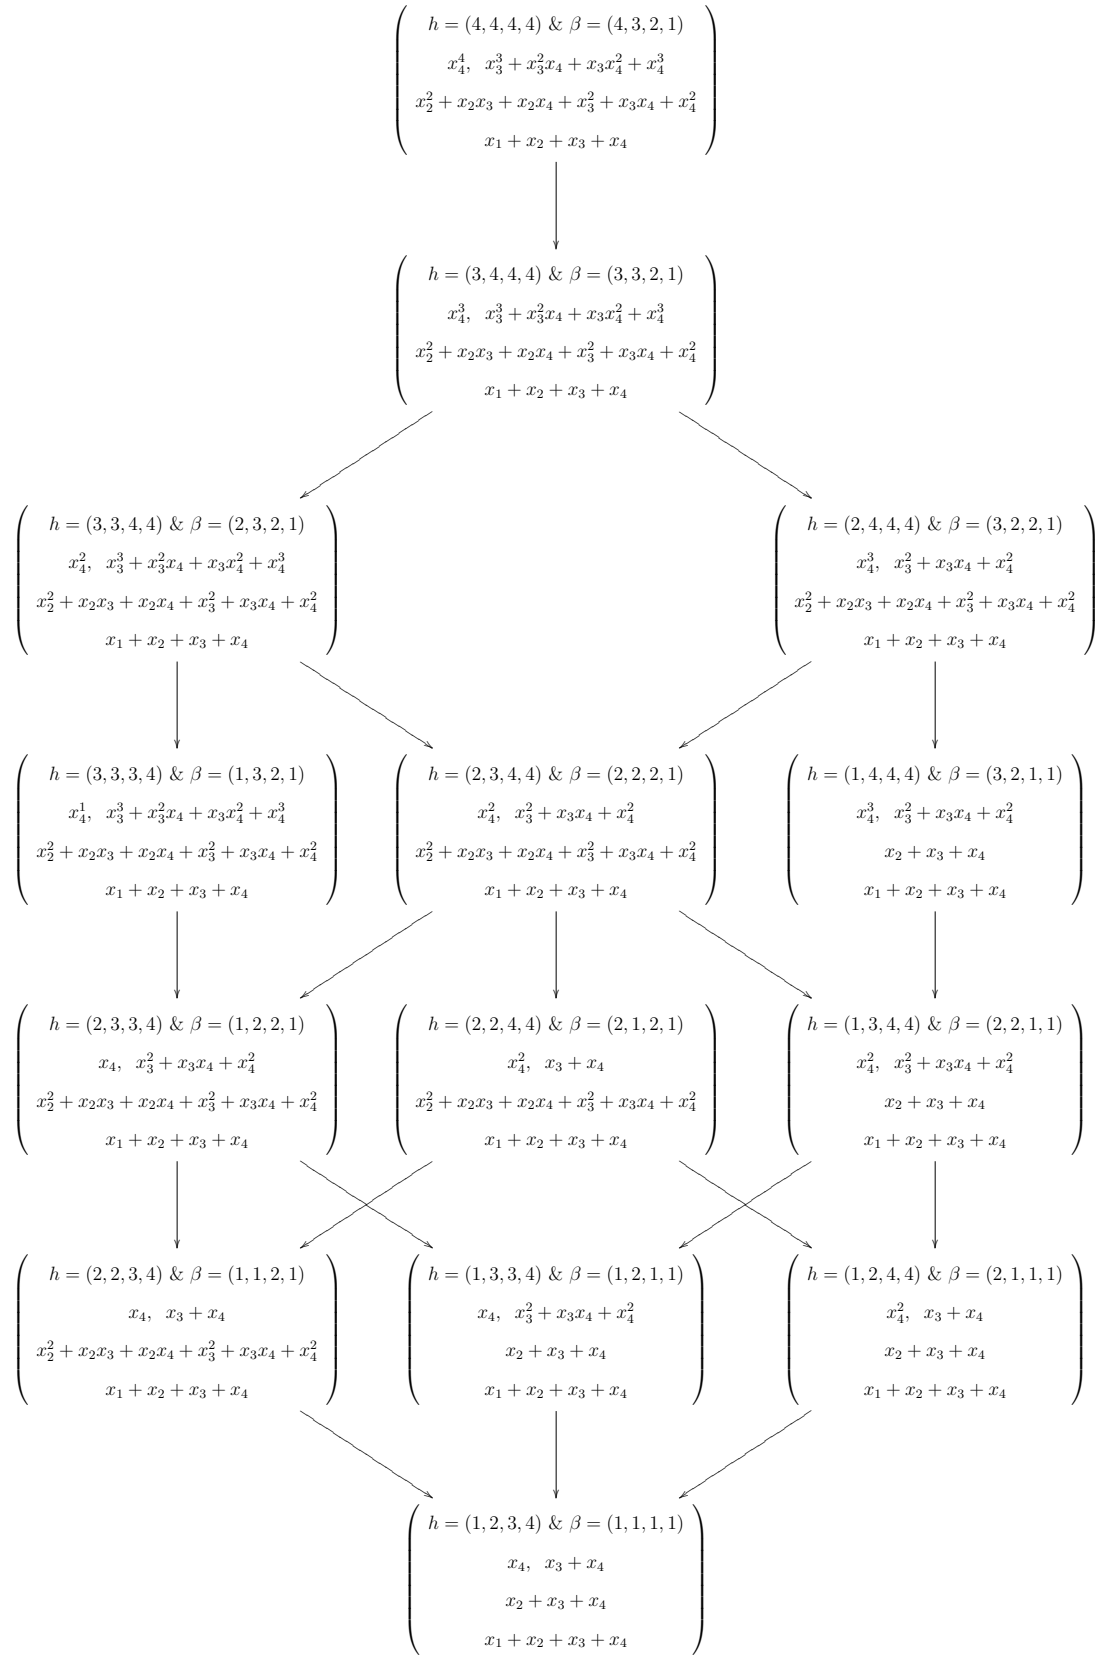 h = (4, 4, 4, 4) & β = (4, 3, 2, 1)
x_4^4, x_3^3 + x_3^2x_4 + x_3x_4^2 + x_4^3
x_2^2 + x_2x_3 + x_2x_4 + x_3^2 + x_3x_4 + x_4^2
x_1 + x_2 + x_3 + x_4
h = (3, 4, 4, 4) & β = (3, 3, 2, 1)
x_4^3, x_3^3 + x_3^2x_4 + x_3x_4^2 + x_4^3
x_2^2 + x_2x_3 + x_2x_4 + x_3^2 + x_3x_4 + x_4^2
x_1 + x_2 + x_3 + x_4
h = (3, 3, 4, 4) & β = (2, 3, 2, 1)
x_4^2, x_3^3 + x_3^2x_4 + x_3x_4^2 + x_4^3
x_2^2 + x_2x_3 + x_2x_4 + x_3^2 + x_3x_4 + x_4^2
x_1 + x_2 + x_3 + x_4
h = (2, 4, 4, 4) & β = (3, 2, 2, 1)
x_4^3, x_3^2 + x_3x_4 + x_4^2
x_2^2 + x_2x_3 + x_2x_4 + x_3^2 + x_3x_4 + x_4^2
x_1 + x_2 + x_3 + x_4
h = (3, 3, 3, 4) & β = (1, 3, 2, 1)
x_4^1, x_3^3 + x_3^2x_4 + x_3x_4^2 + x_4^3
x_2^2 + x_2x_3 + x_2x_4 + x_3^2 + x_3x_4 + x_4^2
x_1 + x_2 + x_3 + x_4
h = (2, 3, 4, 4) & β = (2, 2, 2, 1)
x_4^2, x_3^2 + x_3x_4 + x_4^2
x_2^2 + x_2x_3 + x_2x_4 + x_3^2 + x_3x_4 + x_4^2
x_1 + x_2 + x_3 + x_4
h = (1, 4, 4, 4) & β = (3, 2, 1, 1)
x_4^3, x_3^2 + x_3x_4 + x_4^2
x_2 + x_3 + x_4
x_1 + x_2 + x_3 + x_4
h = (2, 3, 3, 4) & β = (1, 2, 2, 1)
x_4, x_3^2 + x_3x_4 + x_4^2
x_2^2 + x_2x_3 + x_2x_4 + x_3^2 + x_3x_4 + x_4^2
x_1 + x_2 + x_3 + x_4
h = (2, 2, 4, 4) & β = (2, 1, 2, 1)
x_4^2, x_3 + x_4
x_2^2 + x_2x_3 + x_2x_4 + x_3^2 + x_3x_4 + x_4^2
x_1 + x_2 + x_3 + x_4
h = (1, 3, 4, 4) & β = (2, 2, 1, 1)
x_4^2, x_3^2 + x_3x_4 + x_4^2
x_2 + x_3 + x_4
x_1 + x_2 + x_3 + x_4
h = (2, 2, 3, 4) & β = (1, 1, 2, 1)
x_4, x_3 + x_4
x_2^2 + x_2x_3 + x_2x_4 + x_3^2 + x_3x_4 + x_4^2
x_1 + x_2 + x_3 + x_4
h = (1, 3, 3, 4) & β = (1, 2, 1, 1)
x_4, x_3^2 + x_3x_4 + x_4^2
x_2 + x_3 + x_4
x_1 + x_2 + x_3 + x_4
h = (1, 2, 4, 4) & β = (2, 1, 1, 1)
x_4^2, x_3 + x_4
x_2 + x_3 + x_4
x_1 + x_2 + x_3 + x_4
h = (1, 2, 3, 4) & β = (1, 1, 1, 1)
x_4, x_3 + x_4
x_2 + x_3 + x_4
x_1 + x_2 + x_3 + x_4